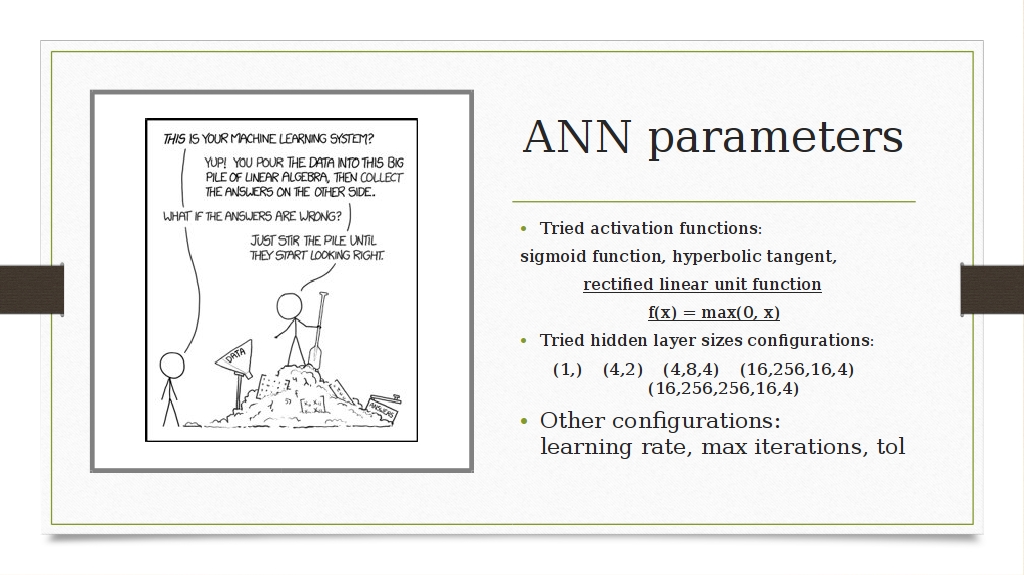 THIS IS YOUR MACHINE LEARNING SYSTEM?
YUP! YOU POUR THE DATA INTO THIS BIG
PILE OF LINEAR ALGEBRA, THEN COLLECT
THE ANSWERS ON THE OTHER SIDE..
WHAT IF THE ANSWERS ARE WRONG?
JUST STIR THE PILE UNTIL
THEY START LOOKING RIGHT.
DATA
ANSWERS
ANN parameters
• Tried activation functions:
sigmoid function, hyperbolic tangent,
rectified linear unit function
f(x) = max(0, x)
• Tried hidden layer sizes configurations:
(1,) (4,2) (4,8,4) (16,256,16,4)
(16,256,256,16,4)
• Other configurations:
learning rate, max iterations, tol